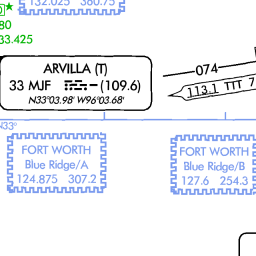 132.025 380.75
80
33.425
ARVILLA (T)
33 MJF (109.6)
N33°03.98' W96°03.68'
074
113.1 TTT 7
N33°
FORT WORTH
Blue Ridge/A
124.875 307.2
FORT WORTH
Blue Ridge/B
127.6 254.3